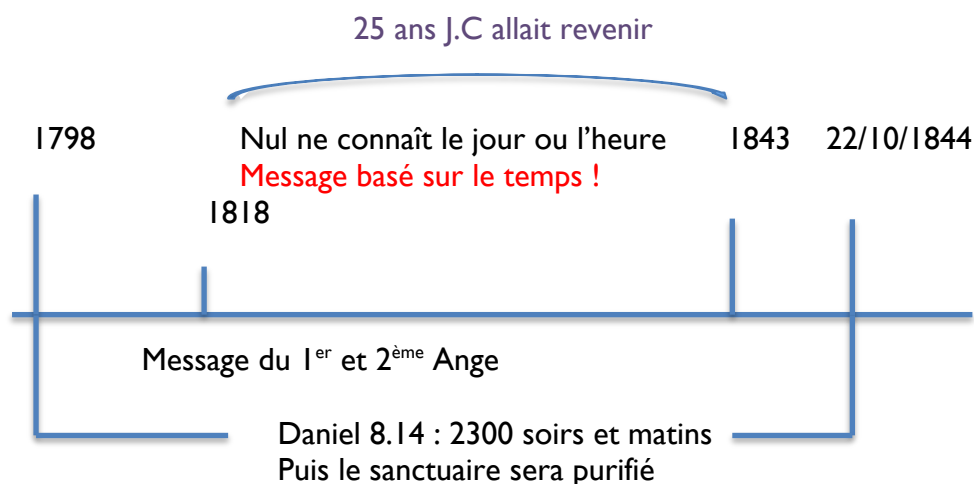 25 ans J.C allait revenir
1798
Nul ne connaît le jour ou l’heure
1843
22/10/1844
Message basé sur le temps !
1818
Message du 1er et 2ème Ange
Daniel 8.14 : 2300 soirs et matins
Puis le sanctuaire sera purifié